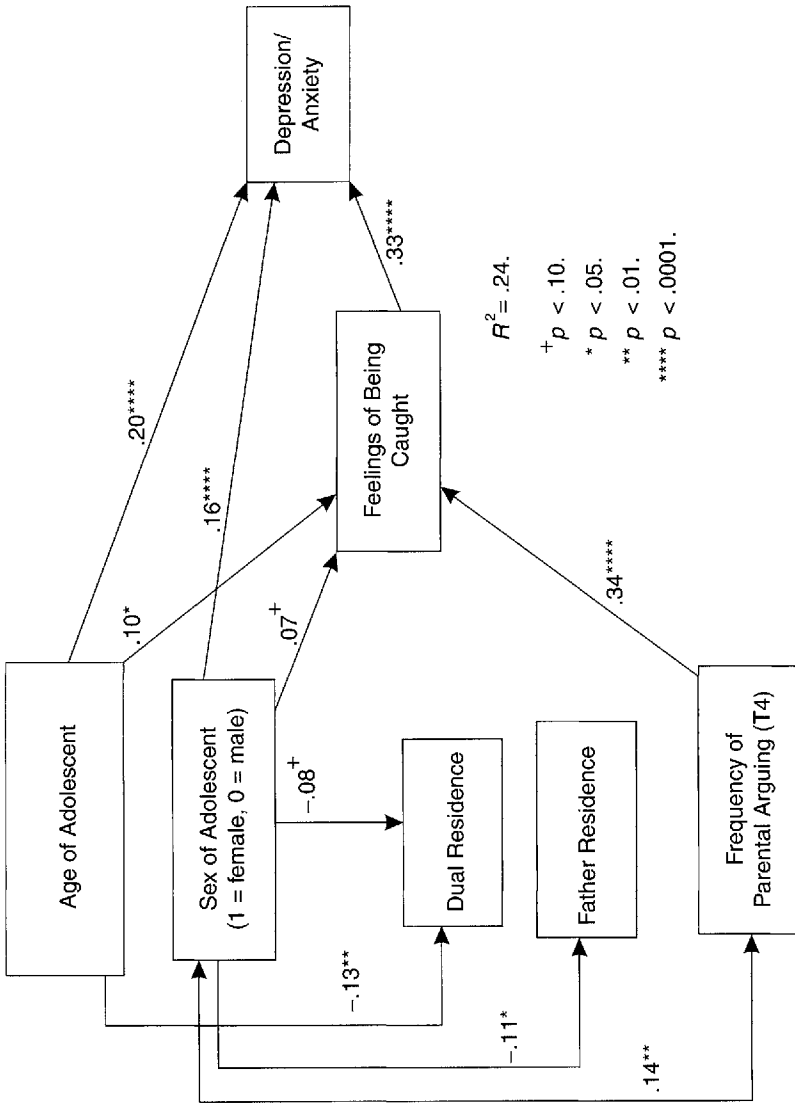 Age of Adolescent
Sex of Adolescent
(1 = female, 0 = male)
Dual Residence
Father Residence
Frequency of
Parental Arguing (T4)
Feelings of Being
Caught
Depression/
Anxiety
.20****
.16****
.10*
.07+
-.08+
-.13**
-.11*
.14**
.34****
.33****
R² = .24.
+ p < .10.
* p < .05.
** p < .01.
**** p < .0001.